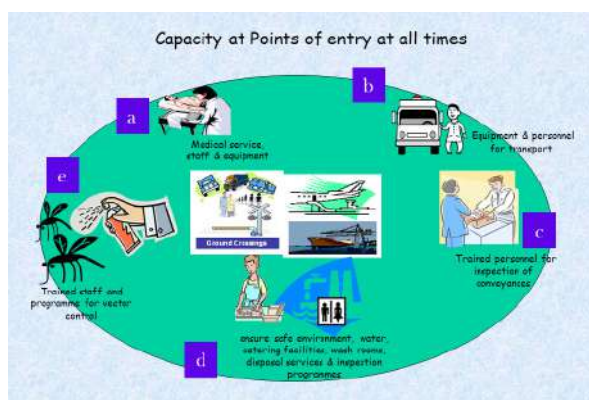 Capacity at Points of entry at all times
a
Medical service,
staff & equipment
b
Equipment & personnel
for transport
c
Trained personnel for
inspection of
conveyances
Ground Crossings
d
ensure safe environment, water,
catering facilities, wash rooms,
disposal services & inspection
programmes
e
Trained staff and
programme for vector
control